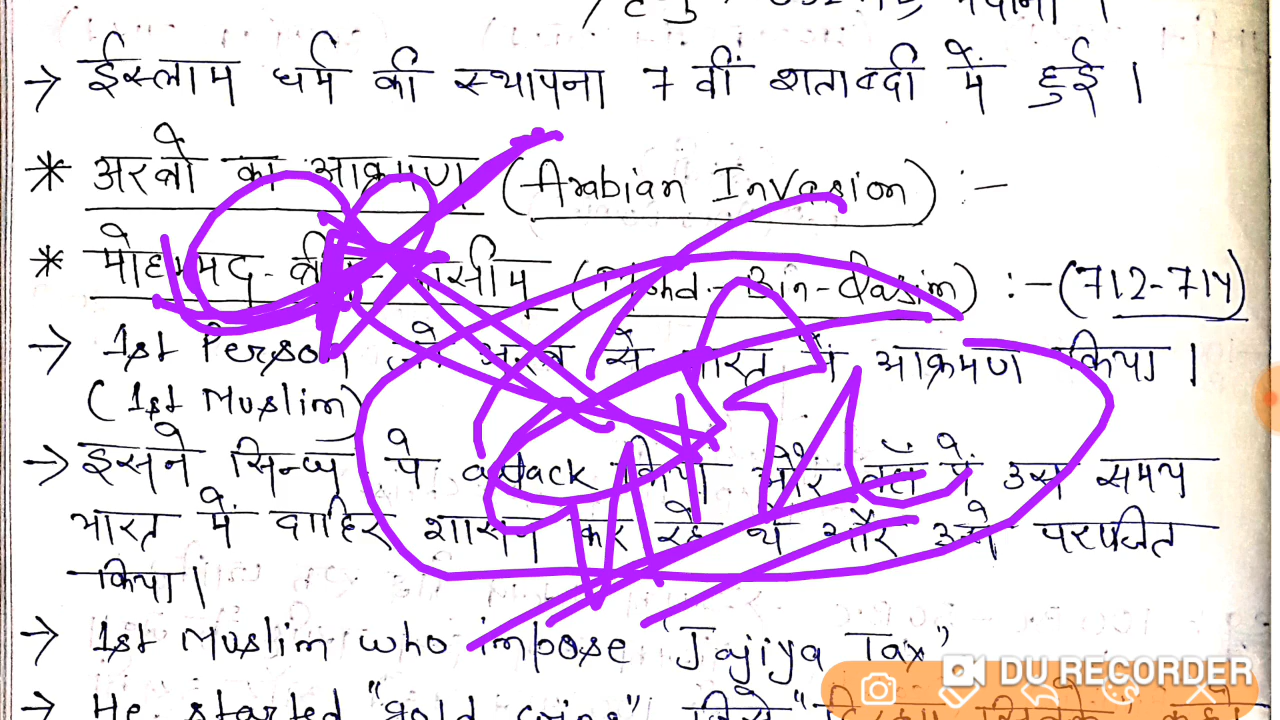 → ईस्लाम धर्म की स्थापना 7 वीं शताब्दी में हुई ।
* अरबो का आक्रमण (Arabian Invasion) :-
* मोहम्मद - बीन - कासीम (Mohd.- Bin - Qasim) :- (712-714)
→ 1st Person जो अरब से भारत में आक्रमण किया ।
(1st Muslim)
→ इसने सिन्ध पे attack किया और वहाँ पे उस समय
भारत में दाहिर शासन कर रहे थे और उसे पराजित
किया।
→ 1st Muslim who impose "Jajiya Tax"
→ He started "gold coins" जिसे
DU RECORDER